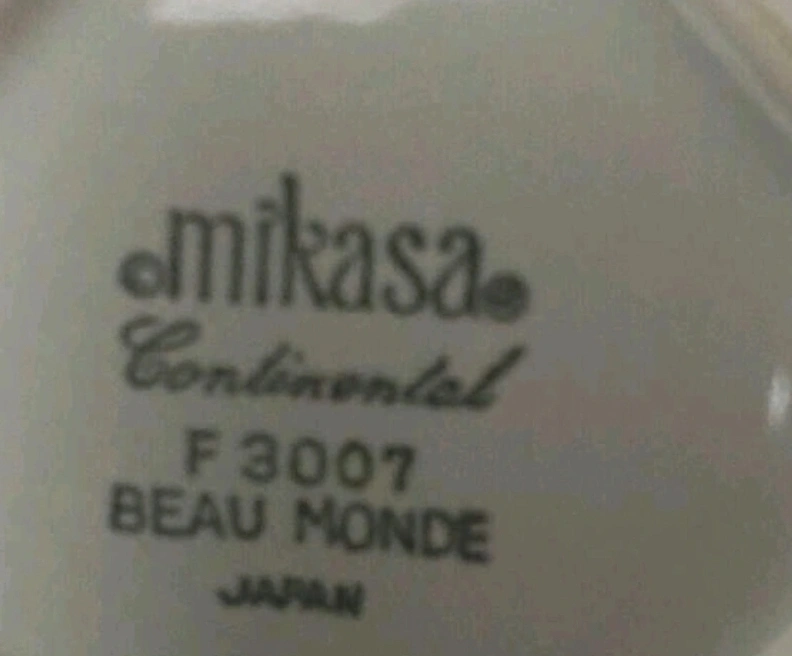 ©mikasa®
Continental
F 3007
BEAU MONDE
JAPAN